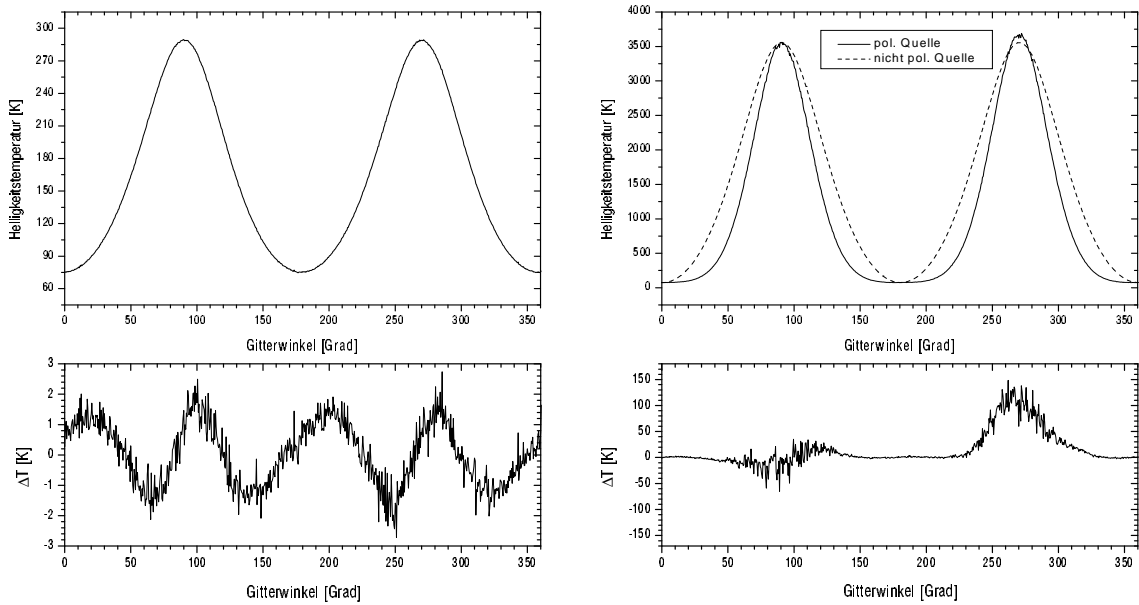 300
270
240
210
180
150
120
90
60
Helligkeitstemperatur [K]
0 50 100 150 200 250 300 350
Gitterwinkel [Grad]
4000
3500
3000
2500
2000
1500
1000
500
0
Helligkeitstemperatur [K]
pol. Quelle
nicht pol. Quelle
0 50 100 150 200 250 300 350
Gitterwinkel [Grad]
3
2
1
0
-1
-2
-3
ΔT [K]
0 50 100 150 200 250 300 350
Gitterwinkel [Grad]
150
100
50
0
-50
-100
-150
ΔT [K]
0 50 100 150 200 250 300 350
Gitterwinkel [Grad]